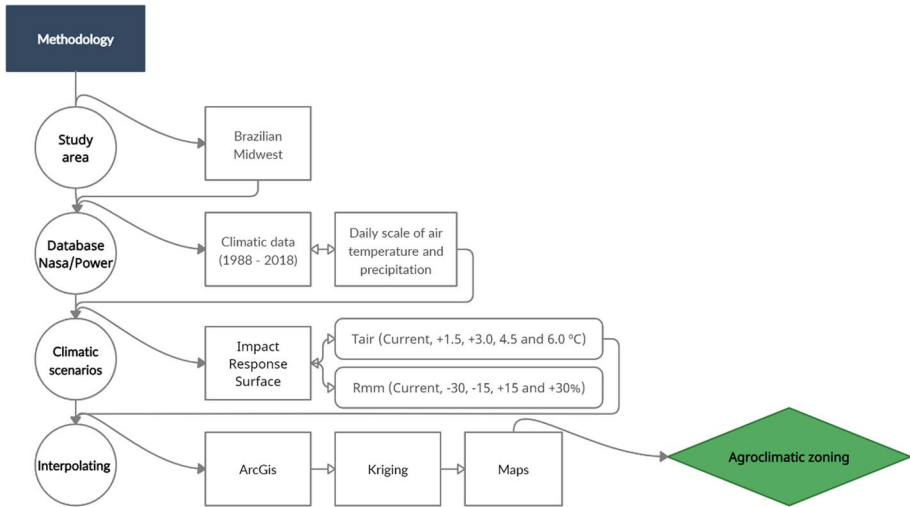 Methodology
Study
area
Brazilian
Midwest
Database
Nasa/Power
Climatic data
(1988 - 2018)
Daily scale of air
temperature and
precipitation
Climatic
scenarios
Impact
Response
Surface
Tair (Current, +1.5, +3.0, 4.5 and 6.0 ºC)
Rmm (Current, -30, -15, +15 and +30%)
Interpolating
ArcGis
Kriging
Maps
Agroclimatic zoning